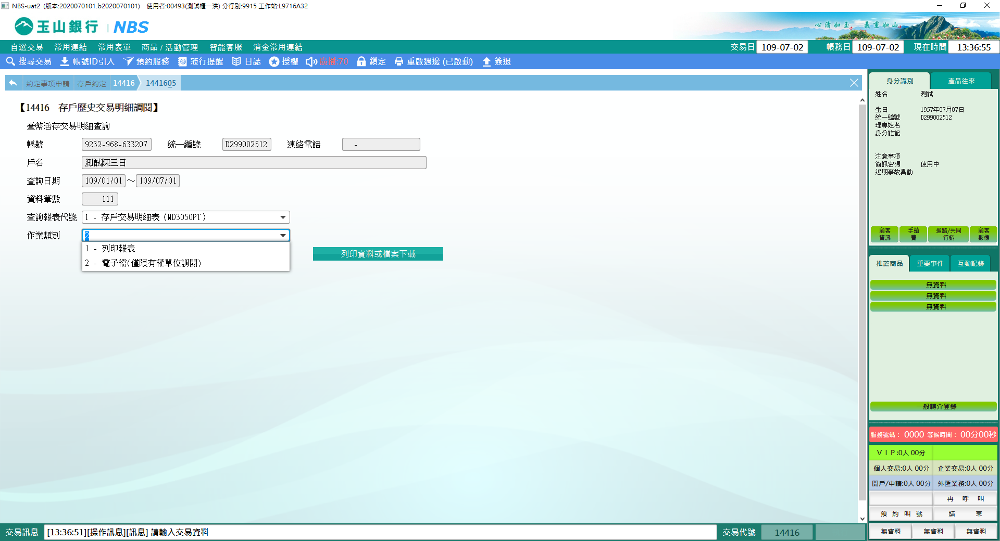 NBS-uat2 (版本:2020070101.b2020070101) 使用者:00493(測試櫃一洪) 分行別:9915 工作站:L9716A32
玉山銀行 | NBS
心清如玉 義重如山
自選交易 常用連結 常用表單 商品 / 活動管理 智能客服 消金常用連結 交易日 109-07-02 帳務日 109-07-02 現在時間 13:36:55
搜尋交易 帳號ID引入 預約服務 蒞行提醒 日誌 授權 廣播:70 鎖定 重啟週邊 (已啟動) 簽退
約定事項申請 存戶約定 14416 1441605
【14416 存戶歷史交易明細調閱】
臺幣活存交易明細查詢
帳號 9232-968-633207 統一編號 D299002512 連絡電話 -
戶名 測試陳三日
查詢日期 109/01/01 ～ 109/07/01
資料筆數 111
查詢報表代號 1 - 存戶交易明細表（MD3050PT）
作業類別 2
1 - 列印報表
2 - 電子檔(僅限有權單位調閱)
列印資料或檔案下載
身分識別 產品往來
姓名 測試
生日 1957年07月07日
統一編號 D299002512
理專姓名
身分註記
注意事項
簡訊密碼 使用中
近期事故異動
顧客資訊 手續費 通路/共同行銷 顧客影像
推薦商品 重要事件 互動記錄
無資料
無資料
無資料
一般轉介登錄
服務號碼： 0000 等候時間： 00分00秒
ＶＩＰ:0人 00分
個人交易:0人 00分 企業交易:0人 00分
開戶/申請:0人 00分 外匯業務:0人 00分
再 呼 叫
預 約 叫 號 結 束
無資料 無資料 無資料
交易訊息 [13:36:51][操作訊息][訊息] 請輸入交易資料 交易代號 14416